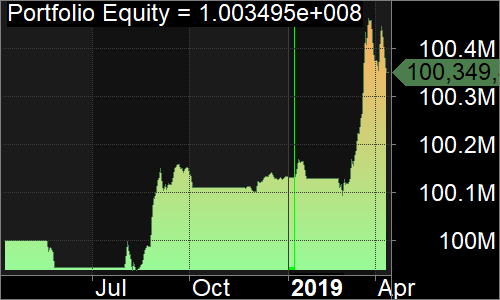 Portfolio Equity = 1.003495e+008
100.4M
100,349,
100.3M
100.2M
100.1M
100M
Jul Oct 2019 Apr